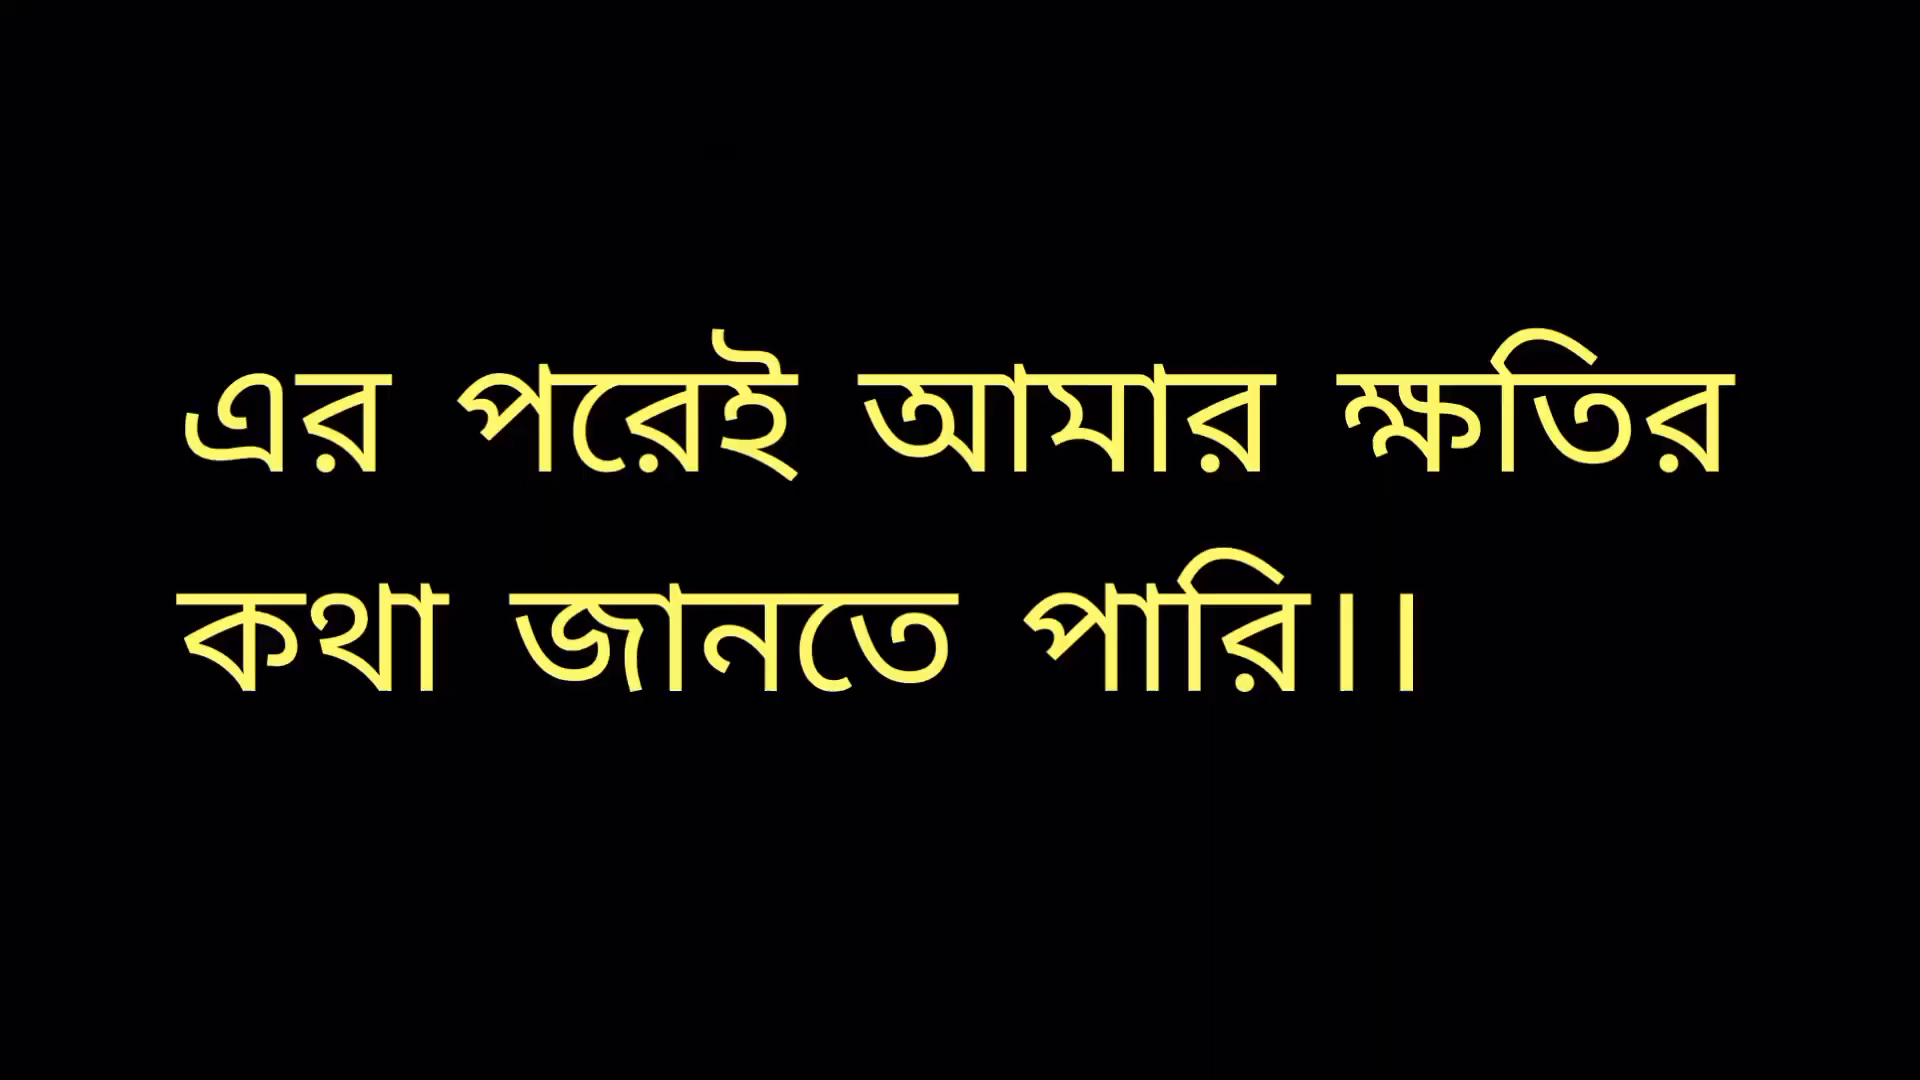 এর পরেই আমার ক্ষতির
কথা জানতে পারি।।